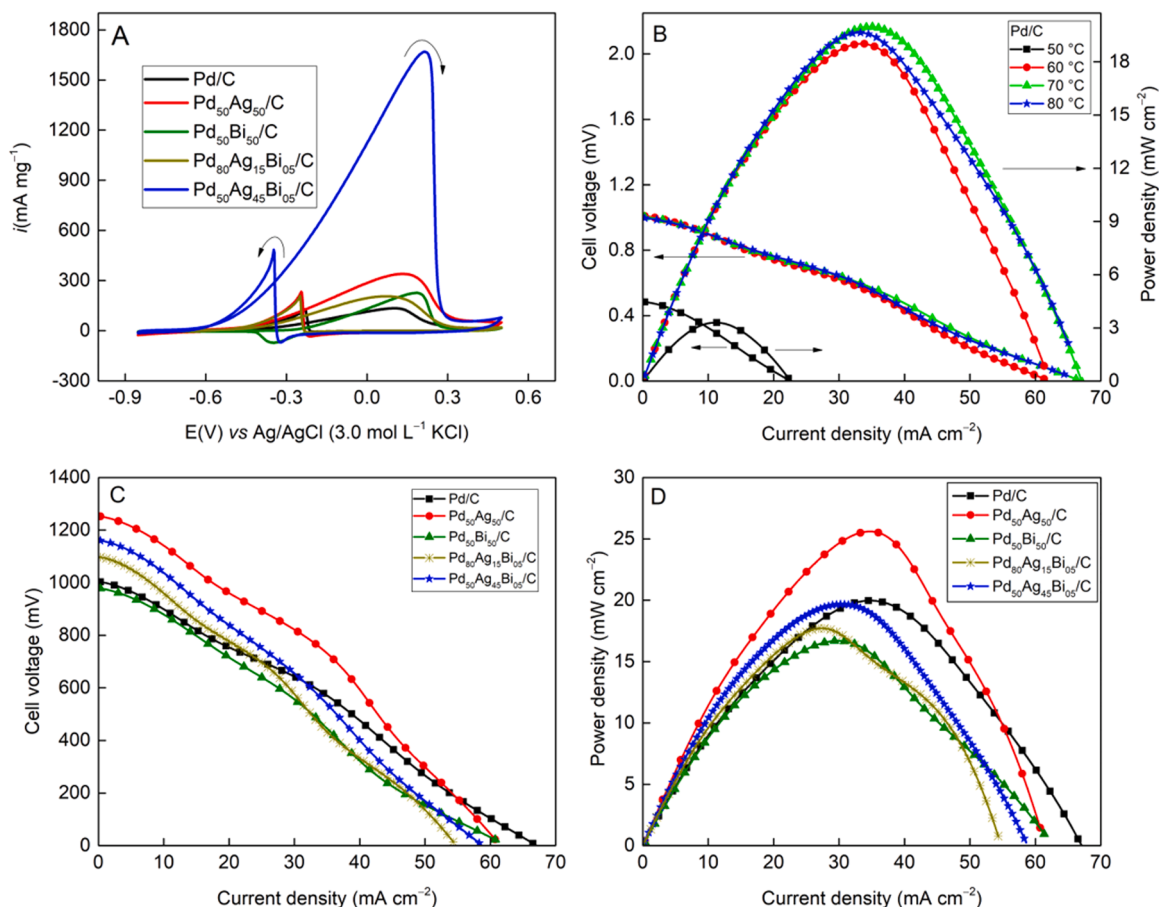 A
1800
1500
1200
900
600
300
0
-300
i(mA mg⁻¹)
Pd/C
Pd₅₀Ag₅₀/C
Pd₅₀Bi₅₀/C
Pd₈₀Ag₁₅Bi₀₅/C
Pd₅₀Ag₄₅Bi₀₅/C
-0.9 -0.6 -0.3 0.0 0.3 0.6
E(V) vs Ag/AgCl (3.0 mol L⁻¹ KCl)
B
2.0
1.6
1.2
0.8
0.4
0.0
Cell voltage (mV)
Pd/C
50 °C
60 °C
70 °C
80 °C
18
15
12
9
6
3
0
Power density (mW cm⁻²)
0 10 20 30 40 50 60 70
Current density (mA cm⁻²)
C
1400
1200
1000
800
600
400
200
0
Cell voltage (mV)
Pd/C
Pd₅₀Ag₅₀/C
Pd₅₀Bi₅₀/C
Pd₈₀Ag₁₅Bi₀₅/C
Pd₅₀Ag₄₅Bi₀₅/C
0 10 20 30 40 50 60 70
Current density (mA cm⁻²)
D
30
25
20
15
10
5
0
Power density (mW cm⁻²)
Pd/C
Pd₅₀Ag₅₀/C
Pd₅₀Bi₅₀/C
Pd₈₀Ag₁₅Bi₀₅/C
Pd₅₀Ag₄₅Bi₀₅/C
0 10 20 30 40 50 60 70
Current density (mA cm⁻²)